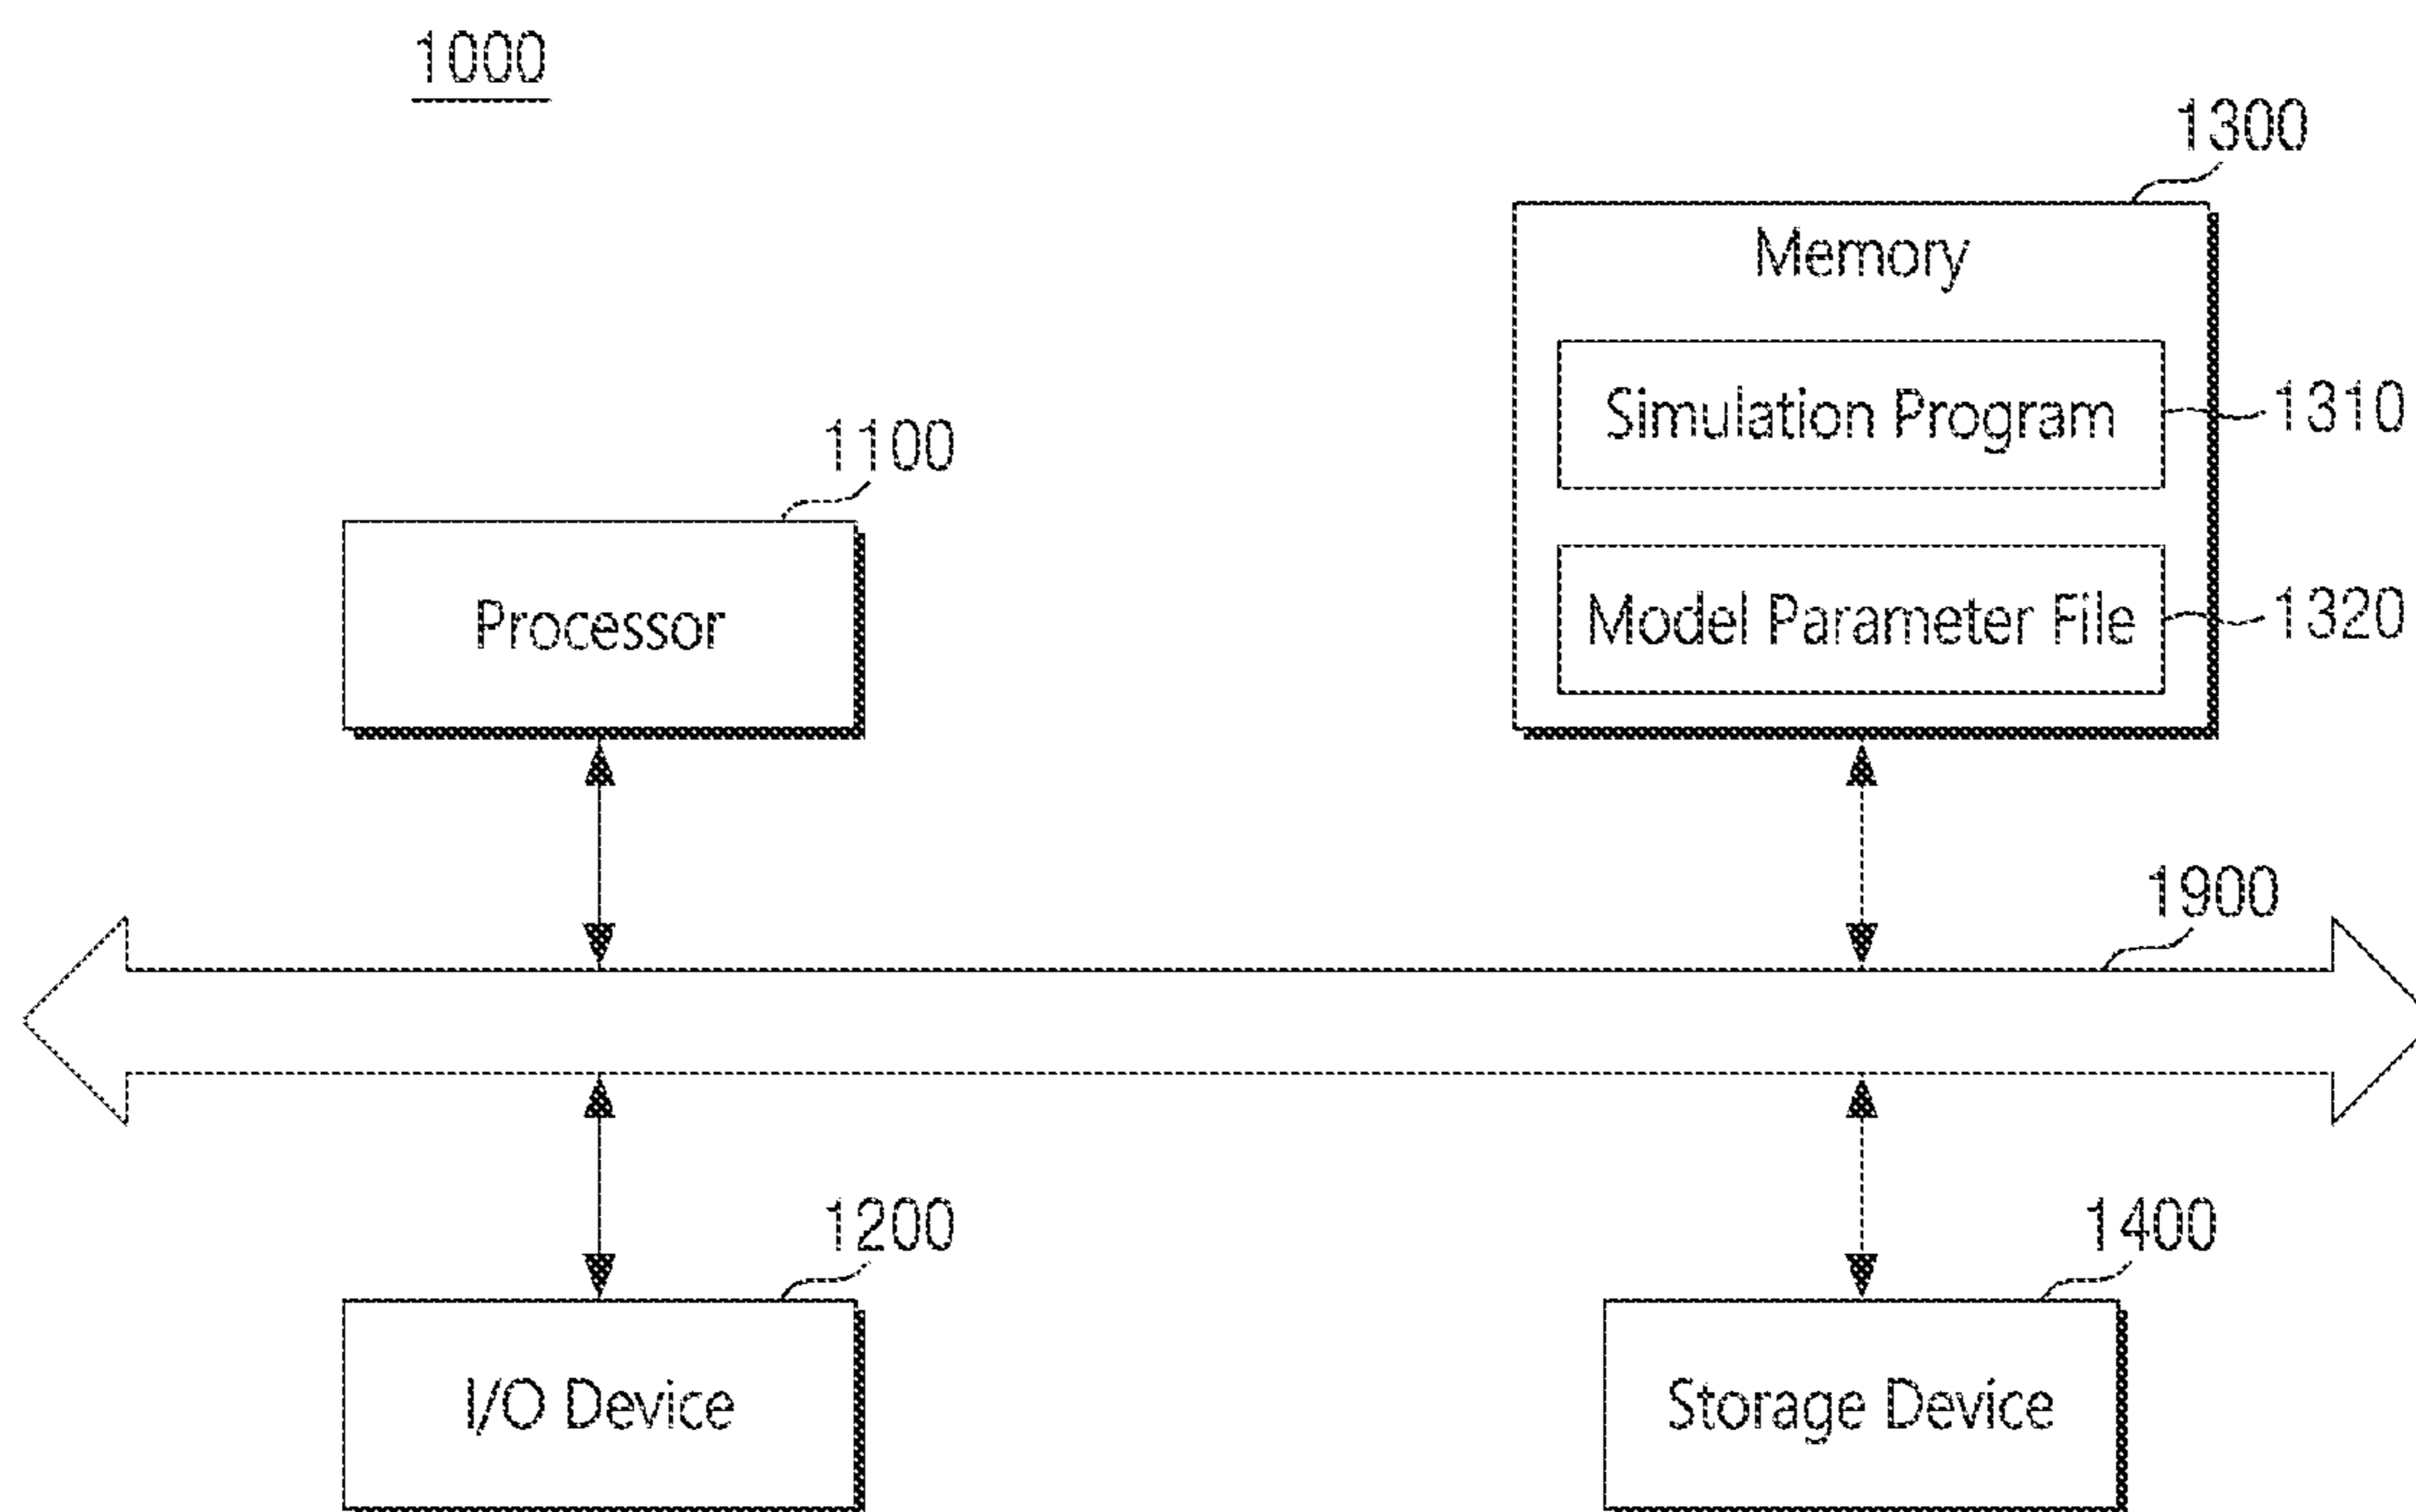 1000
1300
Memory
Simulation Program
1310
1100
Processor
Model Parameter File
1320
1900
1200
I/O Device
1400
Storage Device